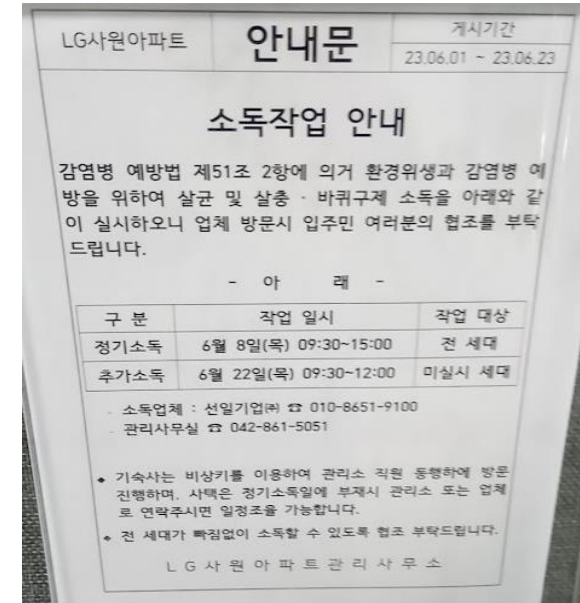 LG사원아파트
안내문
게시기간
23.06.01 ~ 23.06.23
소독작업 안내
감염병 예방법 제51조 2항에 의거 환경위생과 감염병 예
방을 위하여 살균 및 살충 · 바퀴구제 소독을 아래와 같
이 실시하오니 업체 방문시 입주민 여러분의 협조를 부탁
드립니다.
- 아 래 -
구 분 작업 일시 작업 대상
정기소독 6월 8일(목) 09:30~15:00 전 세대
추가소독 6월 22일(목) 09:30~12:00 미실시 세대
- 소독업체 : 선일기업㈜ ☎ 010-8651-9100
- 관리사무실 ☎ 042-861-5051
◆ 기숙사는 비상키를 이용하여 관리소 직원 동행하에 방문
진행하며, 사택은 정기소독일에 부재시 관리소 또는 업체
로 연락주시면 일정조율 가능합니다.
◆ 전 세대가 빠짐없이 소독할 수 있도록 협조 부탁드립니다.
LG사원아파트관리사무소